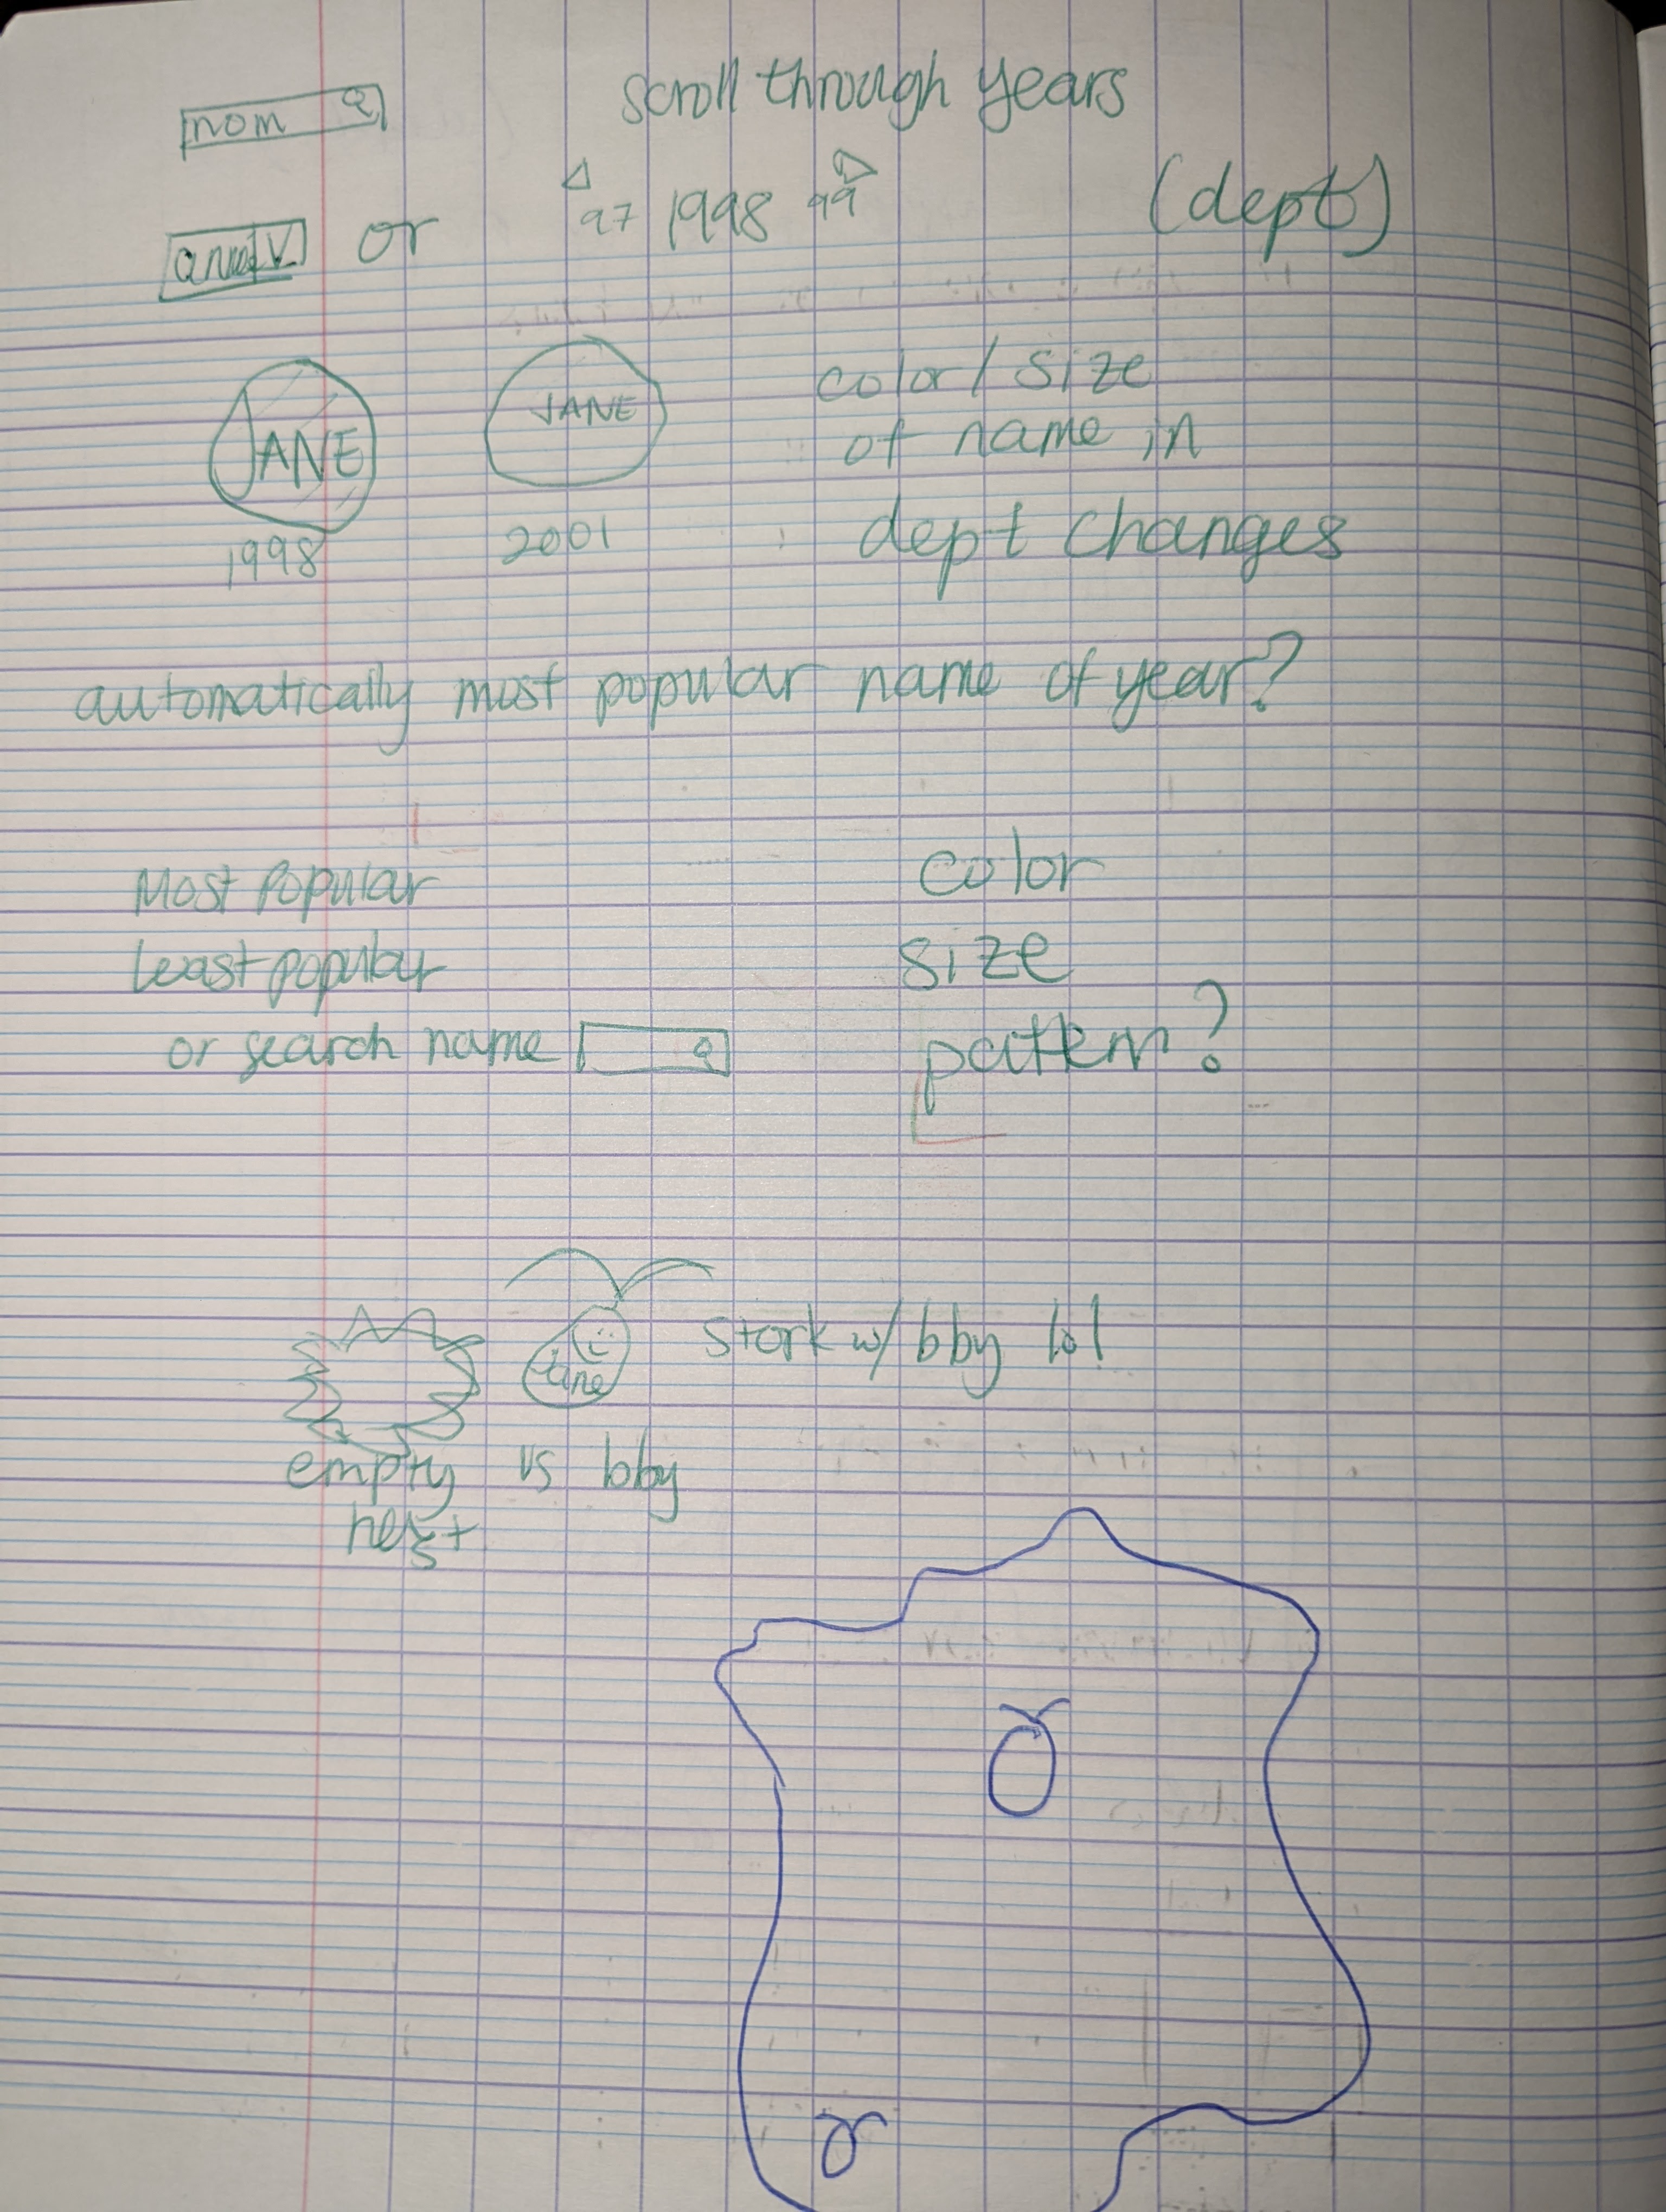 scroll through years
nom
or
97 1998 99
(dept)
JANE
JANE
1998
2001
color/size
of name in
dept changes
automatically most popular name of year?
Most Popular
Least popular
or search name
color
size
pattern?
stork w/ bby lol
empty vs bby
nest